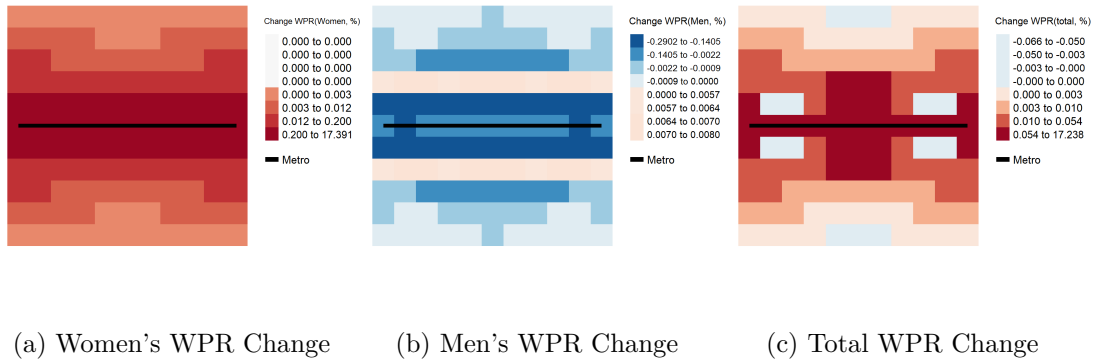 Change WPR(Women, %)
0.000 to 0.000
0.000 to 0.000
0.000 to 0.000
0.000 to 0.000
0.000 to 0.003
0.003 to 0.012
0.012 to 0.200
0.200 to 17.391
Metro
Change WPR(Men, %)
-0.2902 to -0.1405
-0.1405 to -0.0022
-0.0022 to -0.0009
-0.0009 to 0.0000
0.0000 to 0.0057
0.0057 to 0.0064
0.0064 to 0.0070
0.0070 to 0.0080
Metro
Change WPR(total, %)
-0.066 to -0.050
-0.050 to -0.003
-0.003 to -0.000
-0.000 to 0.000
0.000 to 0.003
0.003 to 0.010
0.010 to 0.054
0.054 to 17.238
Metro
(a) Women's WPR Change
(b) Men's WPR Change
(c) Total WPR Change